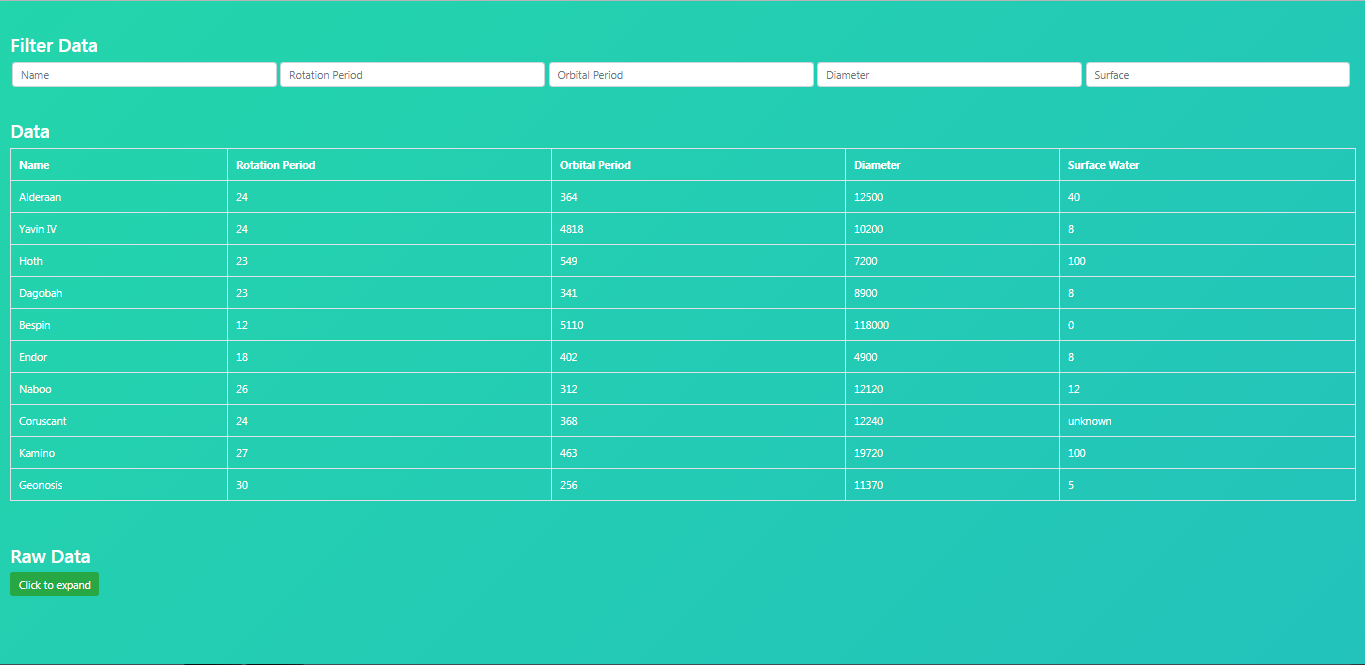 Filter Data
Name Rotation Period Orbital Period Diameter Surface
Data
Name Rotation Period Orbital Period Diameter Surface Water
Alderaan 24 364 12500 40
Yavin IV 24 4818 10200 8
Hoth 23 549 7200 100
Dagobah 23 341 8900 8
Bespin 12 5110 118000 0
Endor 18 402 4900 8
Naboo 26 312 12120 12
Coruscant 24 368 12240 unknown
Kamino 27 463 19720 100
Geonosis 30 256 11370 5
Raw Data
Click to expand